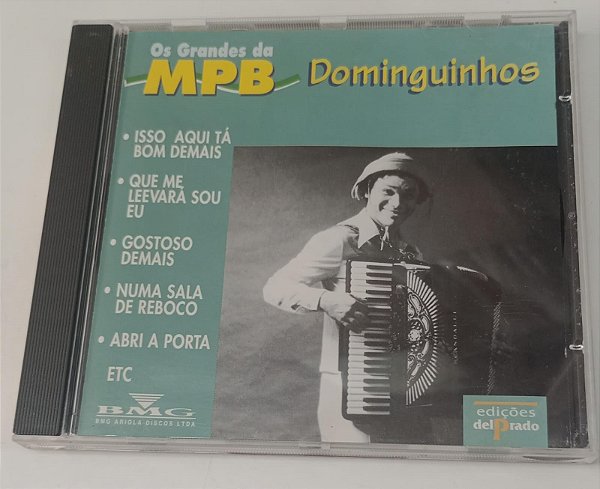 Os Grandes da
MPB
Dominguinhos
• ISSO AQUI TÁ
BOM DEMAIS
• QUE ME
LEEVARÁ SOU
EU
• GOSTOSO
DEMAIS
• NUMA SALA
DE REBOCO
• ABRI A PORTA
ETC
BMG
BMG ARIOLA DISCOS LTDA
SCANDALLI
edições
delPrado